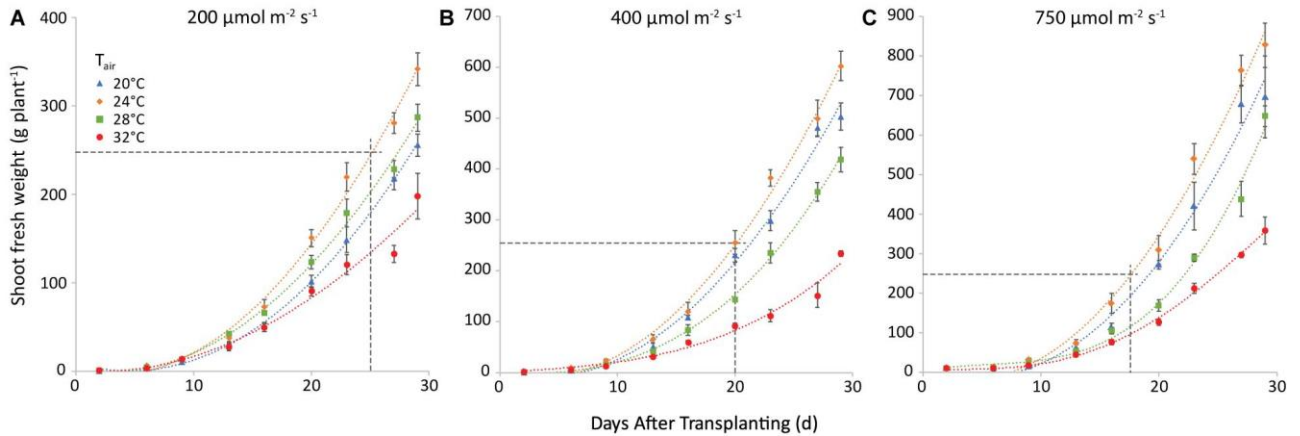 A 200 µmol m⁻² s⁻¹
B 400 µmol m⁻² s⁻¹
C 750 µmol m⁻² s⁻¹
Shoot fresh weight (g plant⁻¹)
T air
20°C
24°C
28°C
32°C
400
300
200
100
0
0 10 20 30
700
600
500
400
300
200
100
0
0 10 20 30
900
800
700
600
500
400
300
200
100
0
0 10 20 30
Days After Transplanting (d)